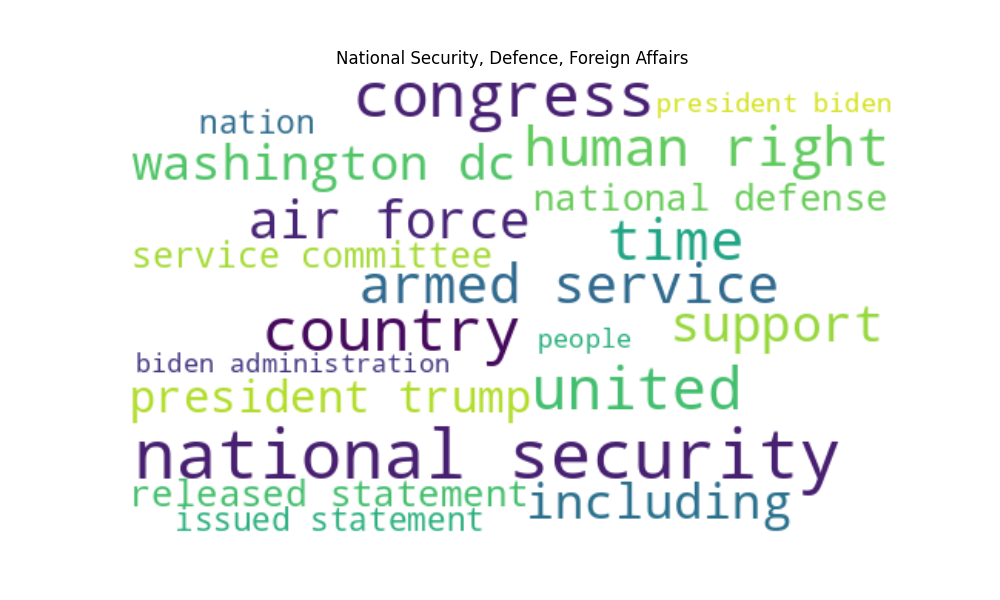 National Security, Defence, Foreign Affairs
congress
president biden
nation
human right
washington dc
national defense
air force
time
service committee
armed service
support
country
people
biden administration
united
president trump
national security
released statement
including
issued statement